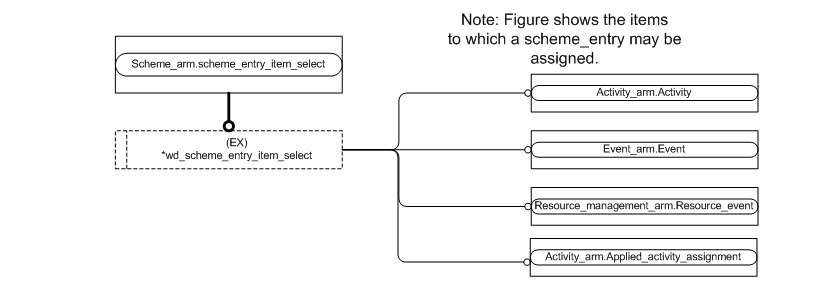 Note: Figure shows the items
to which a scheme_entry may be
assigned.
Scheme_arm.scheme_entry_item_select
(EX)
*wd_scheme_entry_item_select
Activity_arm.Activity
Event_arm.Event
Resource_management_arm.Resource_event
Activity_arm.Applied_activity_assignment